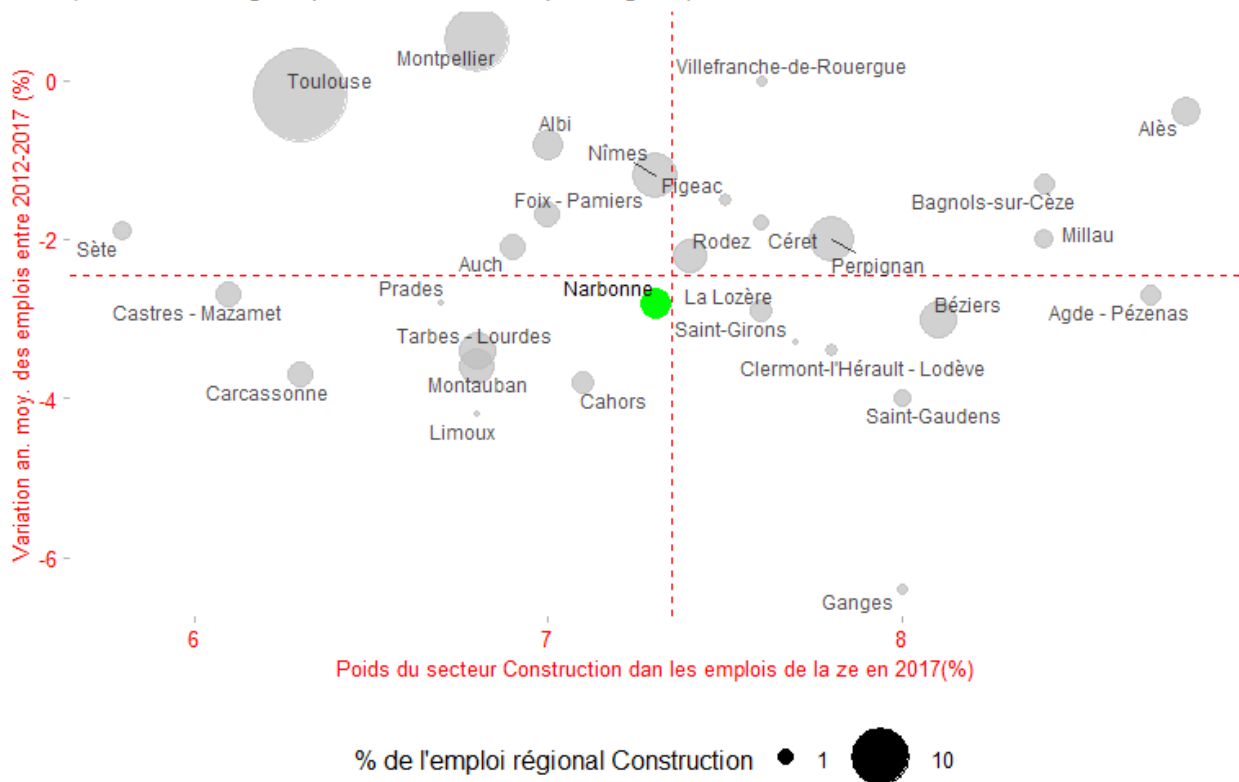 Montpellier
Toulouse
0
Villefranche-de-Rouergue
Albi
Alès
Nîmes
Figeac
Foix - Pamiers
Bagnols-sur-Cèze
-2
Sète
Auch
Rodez
Céret
Perpignan
Millau
Prades
Narbonne
La Lozère
Castres - Mazamet
Tarbes - Lourdes
Saint-Girons
Béziers
Agde - Pézenas
Carcassonne
Montauban
Cahors
Clermont-l'Hérault - Lodève
-4
Limoux
Saint-Gaudens
-6
Ganges
Variation an. moy. des emplois entre 2012-2017 (%)
6
7
8
Poids du secteur Construction dan les emplois de la ze en 2017(%)
% de l'emploi régional Construction 1 10